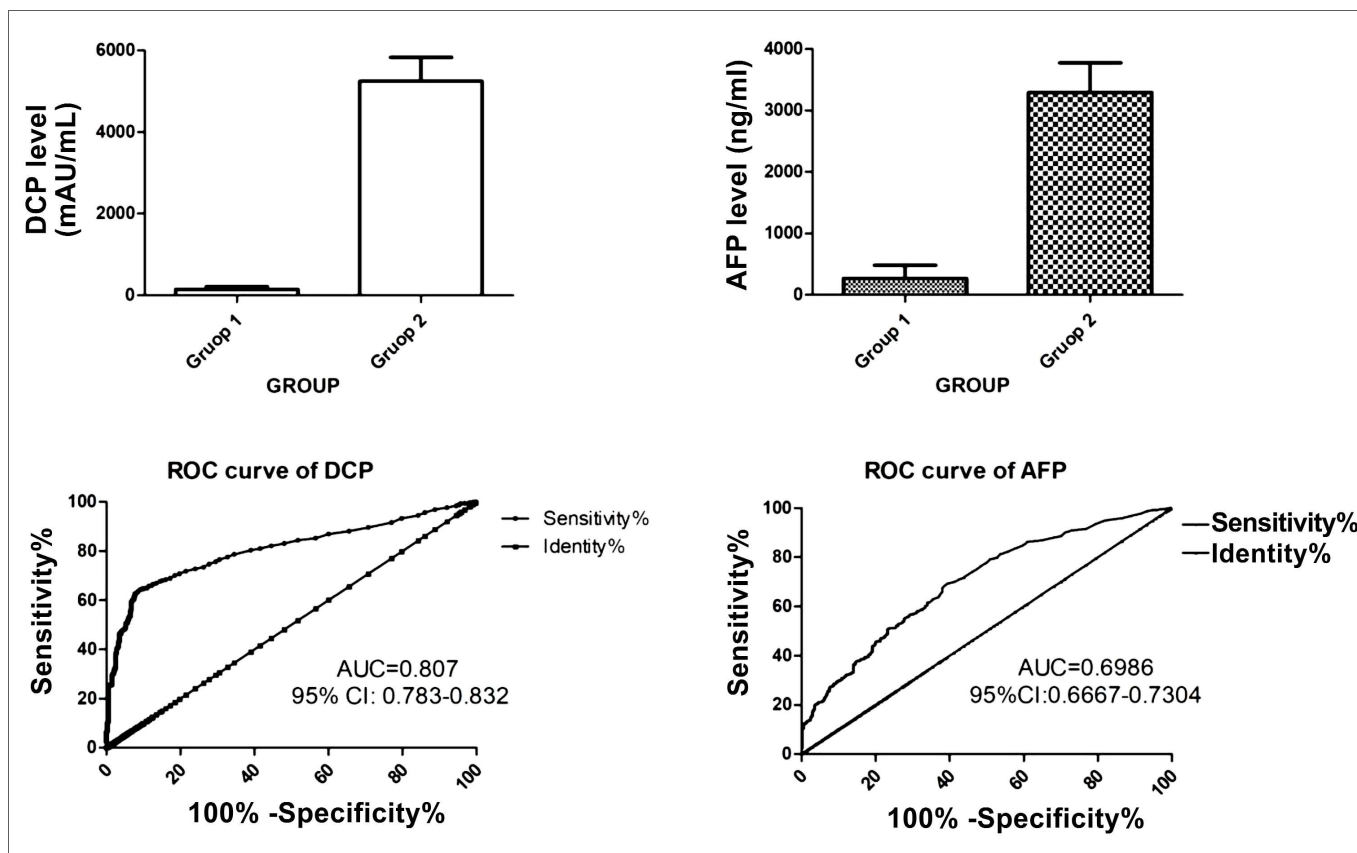 DCP level
(mAU/mL)
6000
4000
2000
0
Gruop 1
Gruop 2
GROUP
AFP level (ng/ml)
4000
3000
2000
1000
0
Group 1
Gruop 2
GROUP
ROC curve of DCP
Sensitivity%
100
80
60
40
20
0
0
20
40
60
80
100
100% -Specificity%
Sensitivity%
Identity%
AUC=0.807
95% CI: 0.783-0.832
ROC curve of AFP
Sensitivity%
100
80
60
40
20
0
0
20
40
60
80
100
100% -Specificity%
Sensitivity%
Identity%
AUC=0.6986
95%CI:0.6667-0.7304